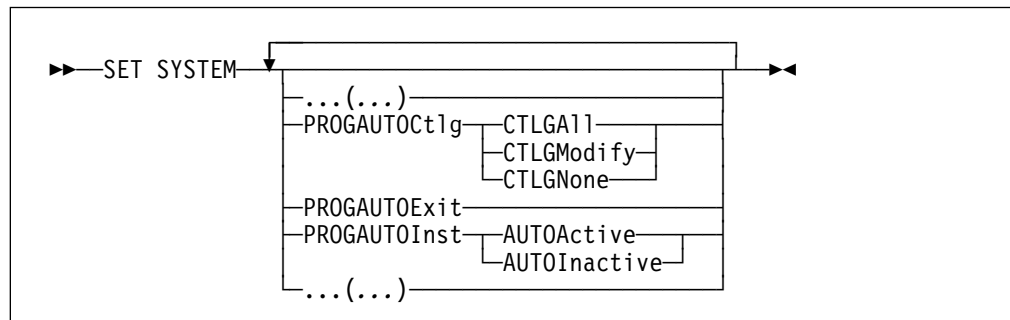 SET SYSTEM
...(...)
PROGAUTOCtlg CTLGAll
CTLGModify
CTLGNone
PROGAUTOExit
PROGAUTOInst AUTOActive
AUTOInactive
...(...)